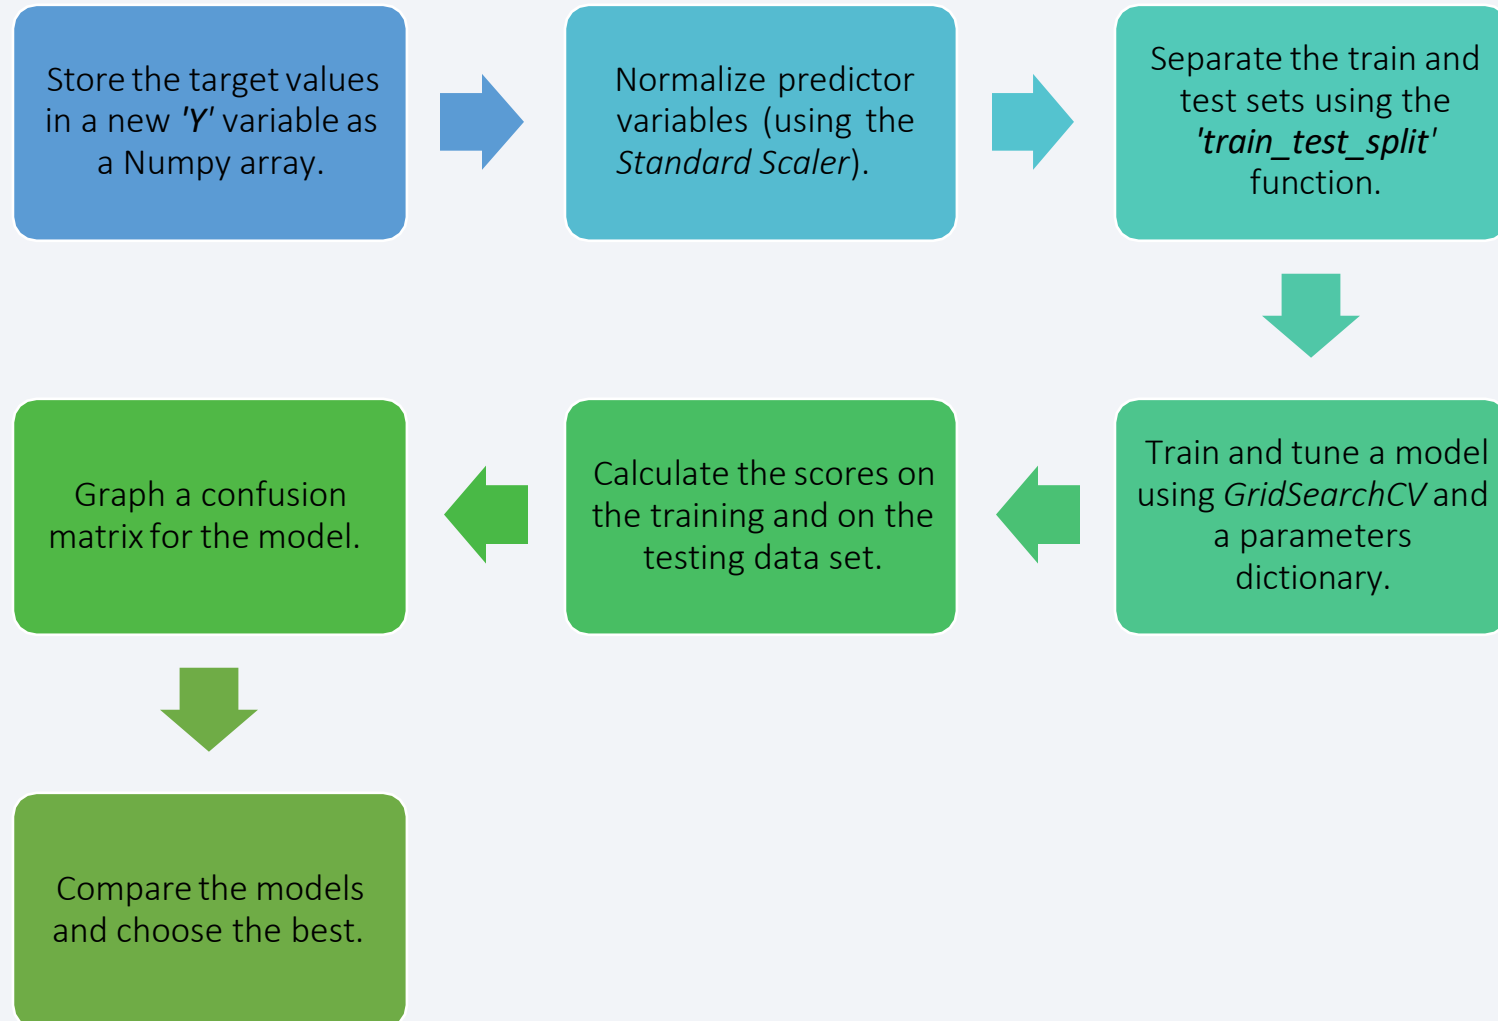 Store the target values
in a new 'Y' variable as
a Numpy array.
Normalize predictor
variables (using the
Standard Scaler).
Separate the train and
test sets using the
'train_test_split'
function.
Train and tune a model
using GridSearchCV and
a parameters
dictionary.
Calculate the scores on
the training and on the
testing data set.
Graph a confusion
matrix for the model.
Compare the models
and choose the best.